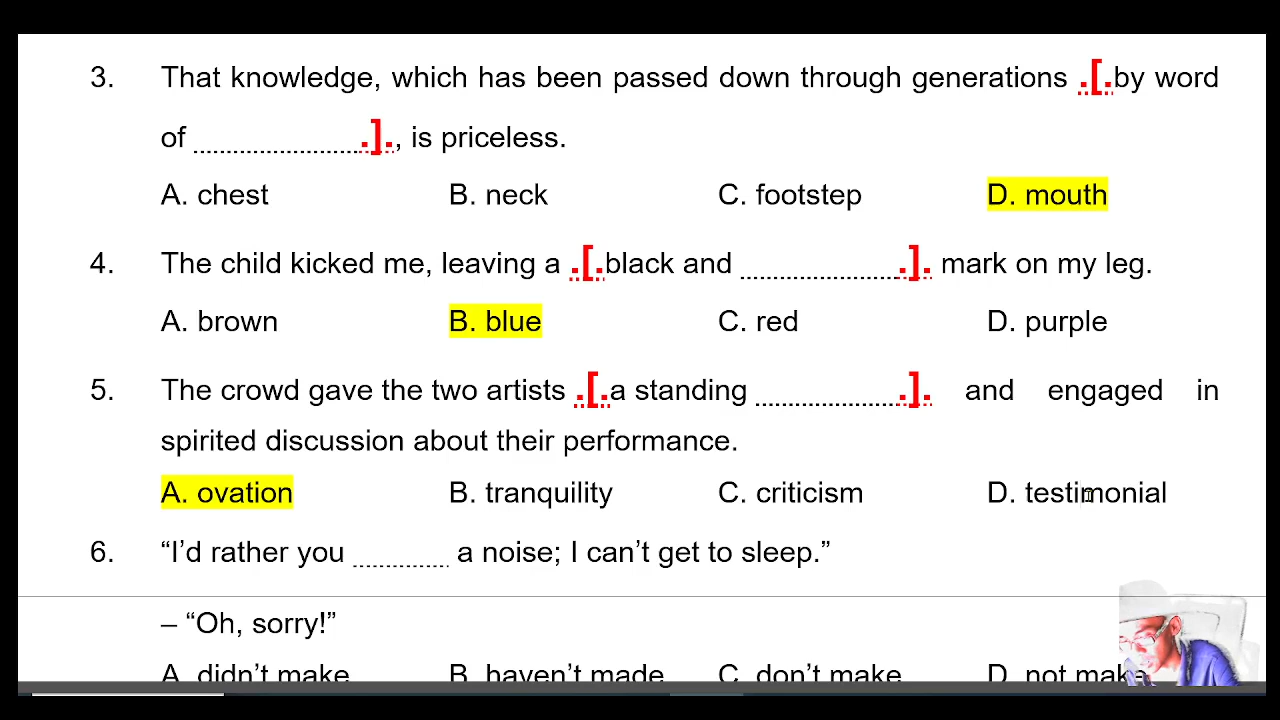 3. That knowledge, which has been passed down through generations .[.by word
of ....................].., is priceless.
A. chest B. neck C. footstep D. mouth
4. The child kicked me, leaving a .[.black and .....................]. mark on my leg.
A. brown B. blue C. red D. purple
5. The crowd gave the two artists .[.a standing ....................]. and engaged in
spirited discussion about their performance.
A. ovation B. tranquility C. criticism D. testimonial
6. “I’d rather you ............ a noise; I can’t get to sleep.”
– “Oh, sorry!”
A. didn’t make B. haven’t made C. don’t make D. not make